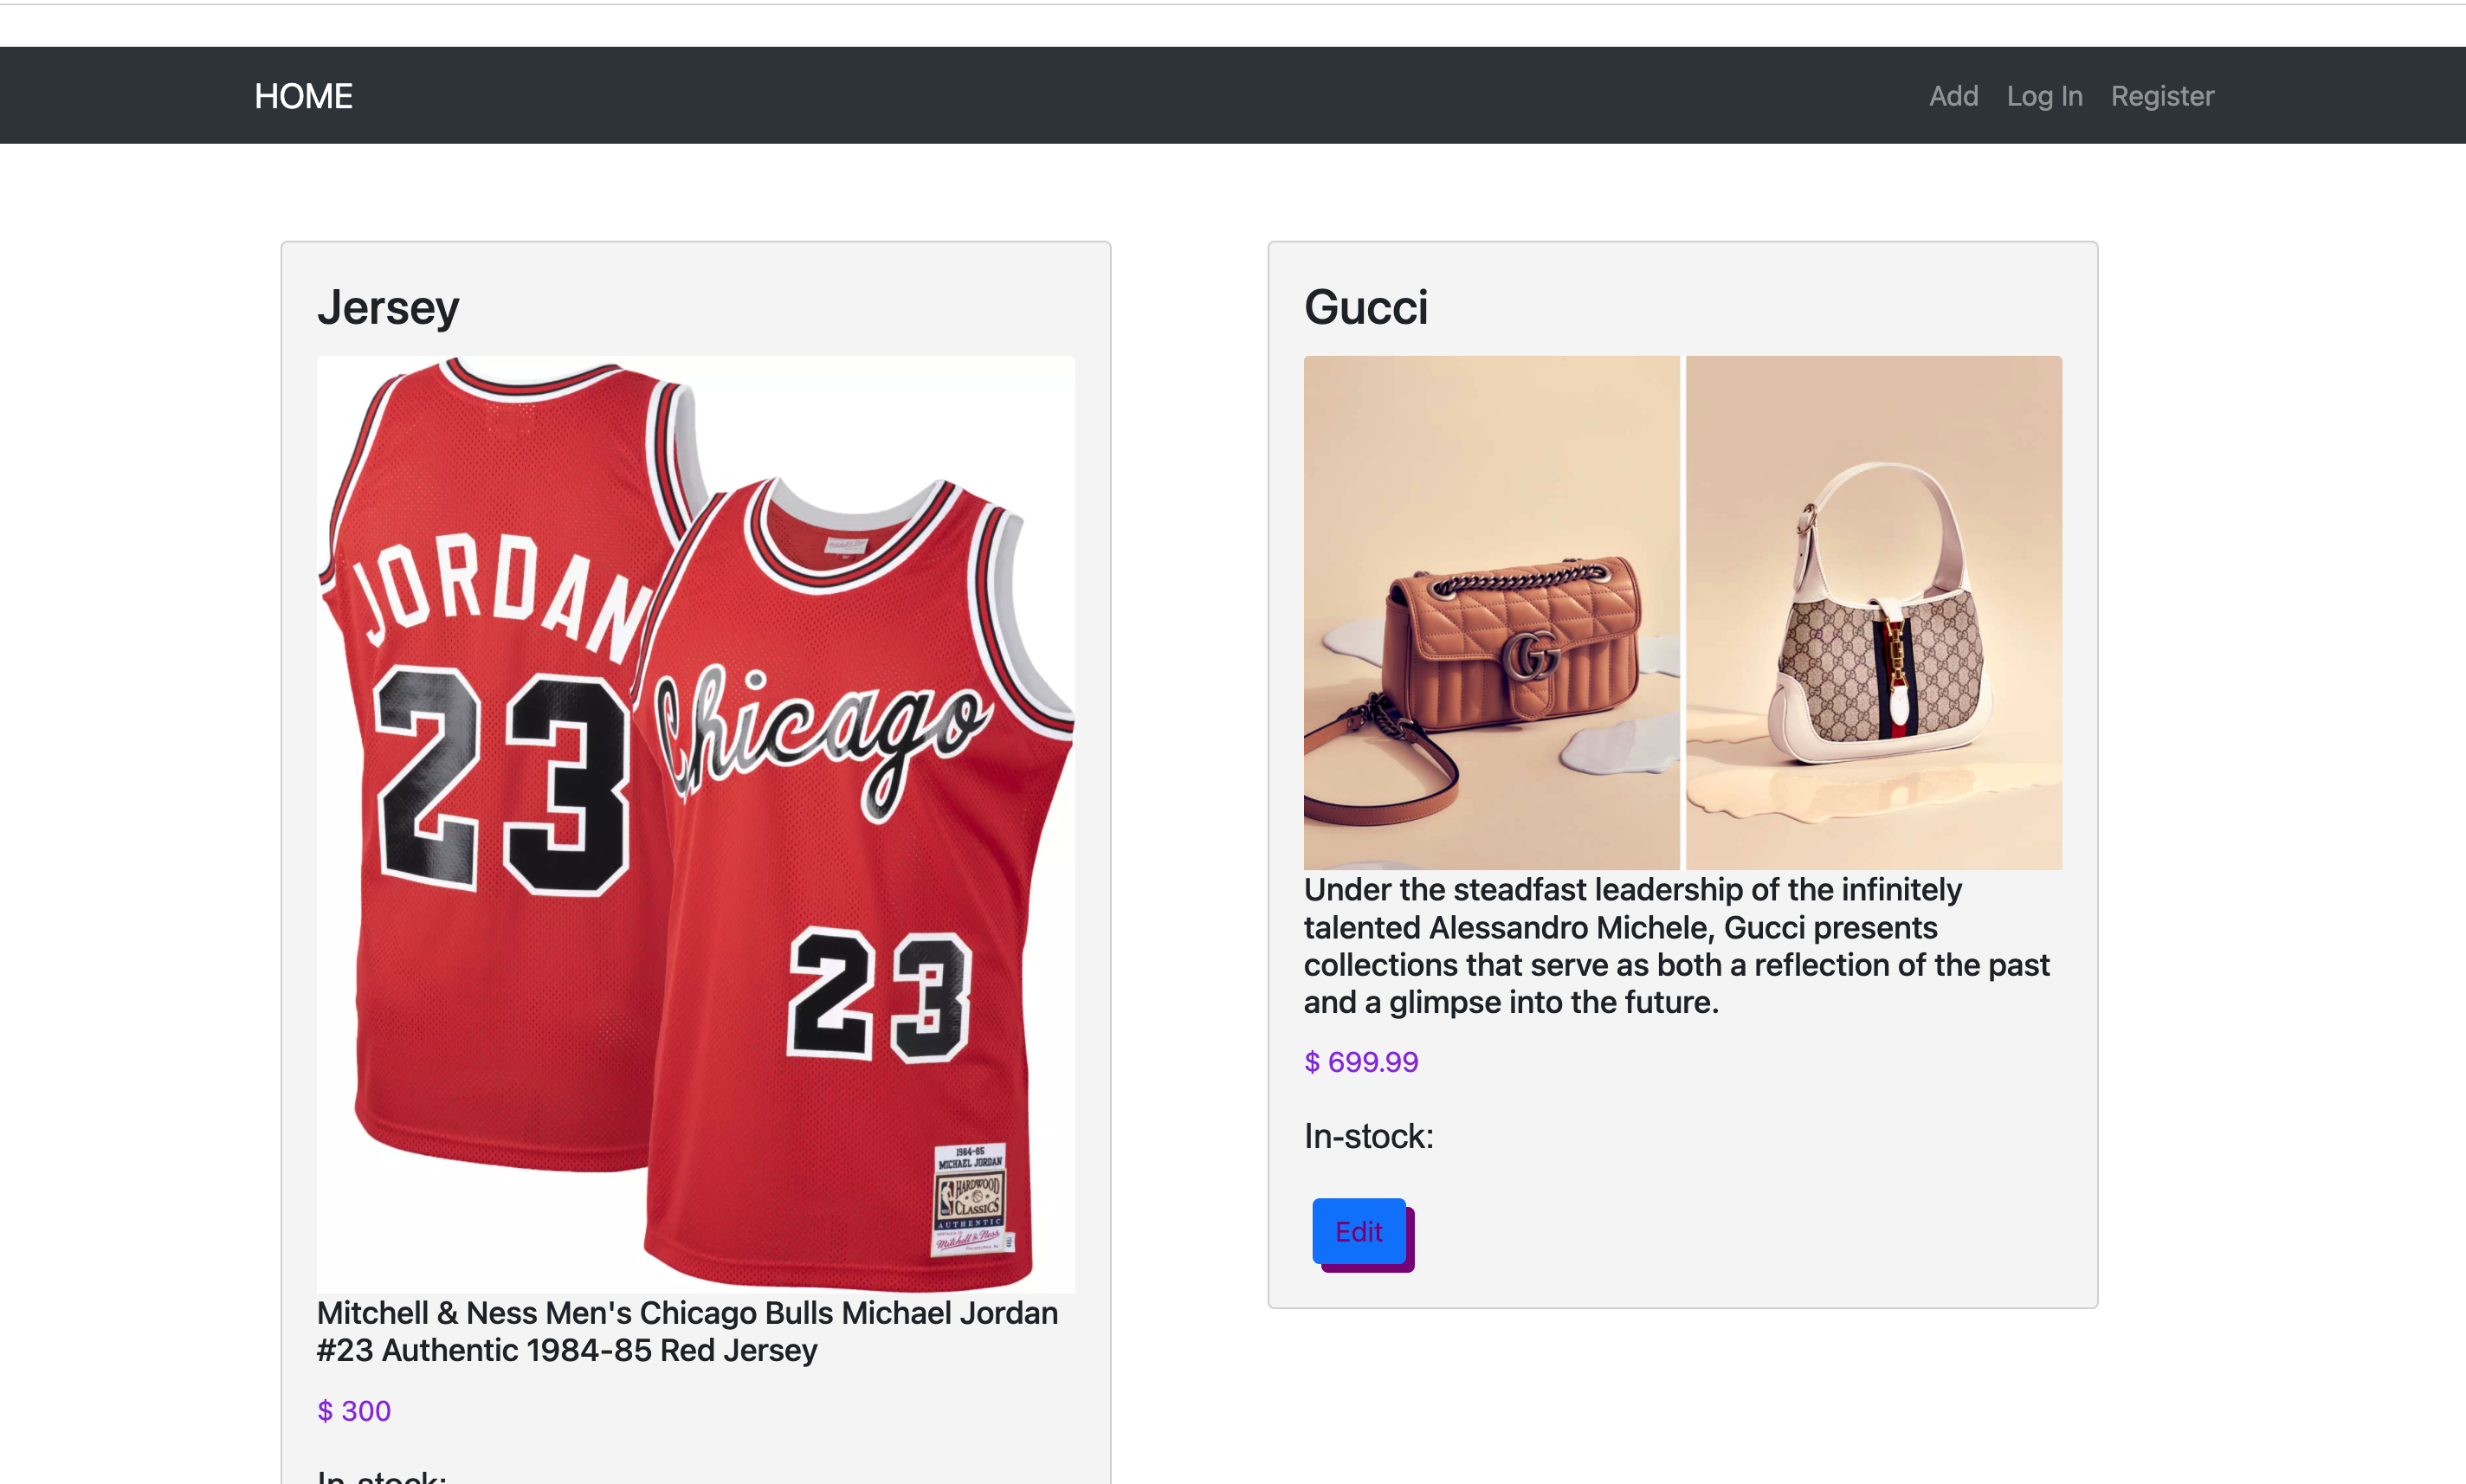 HOME
Add Log In Register
Jersey
JORDAN
23
Chicago
23
1984-85
MICHAEL JORDAN
HARDWOOD
CLASSICS
AUTHENTIC
Mitchell & Ness
Mitchell & Ness Men's Chicago Bulls Michael Jordan
#23 Authentic 1984-85 Red Jersey
$ 300
In-stock:
Gucci
GG
Under the steadfast leadership of the infinitely
talented Alessandro Michele, Gucci presents
collections that serve as both a reflection of the past
and a glimpse into the future.
$ 699.99
In-stock:
Edit